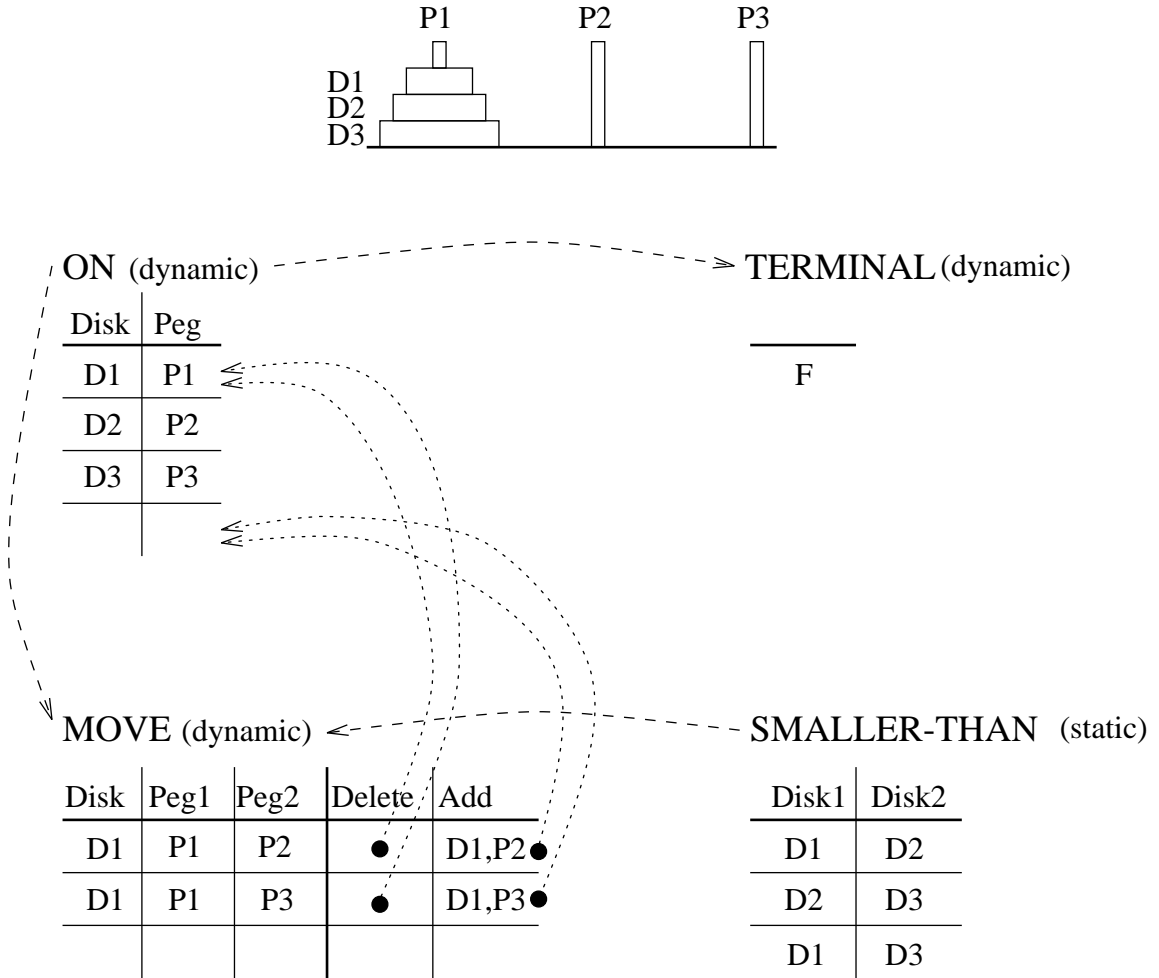 P1 P2 P3
D1
D2
D3
ON (dynamic) TERMINAL (dynamic)
Disk Peg
D1 P1 F
D2 P2
D3 P3
MOVE (dynamic) SMALLER-THAN (static)
Disk Peg1 Peg2 Delete Add Disk1 Disk2
D1 P1 P2 D1,P2 D1 D2
D1 P1 P3 D1,P3 D2 D3
D1 D3